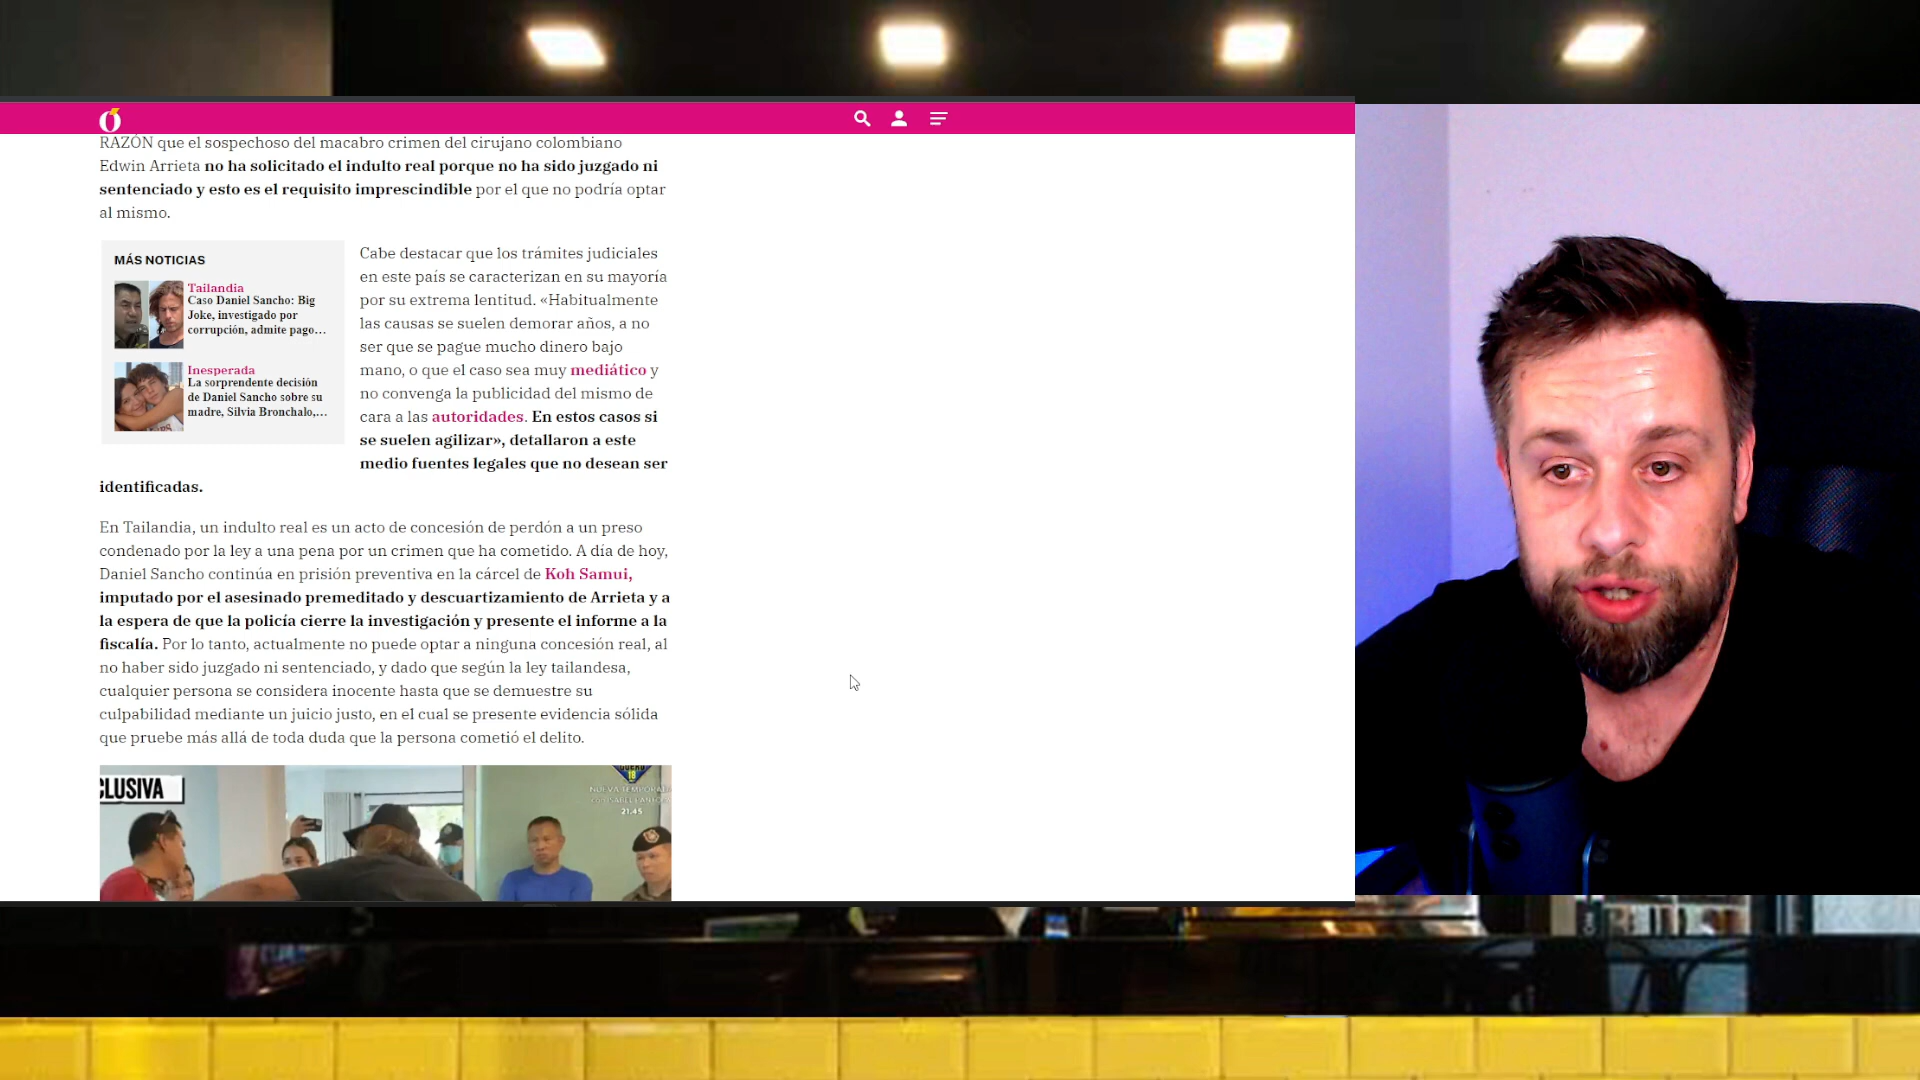 Ó
RAZÓN que el sospechoso del macabro crimen del cirujano colombiano
Edwin Arrieta no ha solicitado el indulto real porque no ha sido juzgado ni
sentenciado y esto es el requisito imprescindible por el que no podría optar
al mismo.
MÁS NOTICIAS
Tailandia
Caso Daniel Sancho: Big
Joke, investigado por
corrupción, admite pago...
Inesperada
La sorprendente decisión
de Daniel Sancho sobre su
madre, Silvia Bronchalo,...
Cabe destacar que los trámites judiciales
en este país se caracterizan en su mayoría
por su extrema lentitud. «Habitualmente
las causas se suelen demorar años, a no
ser que se pague mucho dinero bajo
mano, o que el caso sea muy mediático y
no convenga la publicidad del mismo de
cara a las autoridades. En estos casos si
se suelen agilizar», detallaron a este
medio fuentes legales que no desean ser
identificadas.
En Tailandia, un indulto real es un acto de concesión de perdón a un preso
condenado por la ley a una pena por un crimen que ha cometido. A día de hoy,
Daniel Sancho continúa en prisión preventiva en la cárcel de Koh Samui,
imputado por el asesinado premeditado y descuartizamiento de Arrieta y a
la espera de que la policía cierre la investigación y presente el informe a la
fiscalía. Por lo tanto, actualmente no puede optar a ninguna concesión real, al
no haber sido juzgado ni sentenciado, y dado que según la ley tailandesa,
cualquier persona se considera inocente hasta que se demuestre su
culpabilidad mediante un juicio justo, en el cual se presente evidencia sólida
que pruebe más allá de toda duda que la persona cometió el delito.
CLUSIVA
18
NUEVA TEMPORADA
21.45